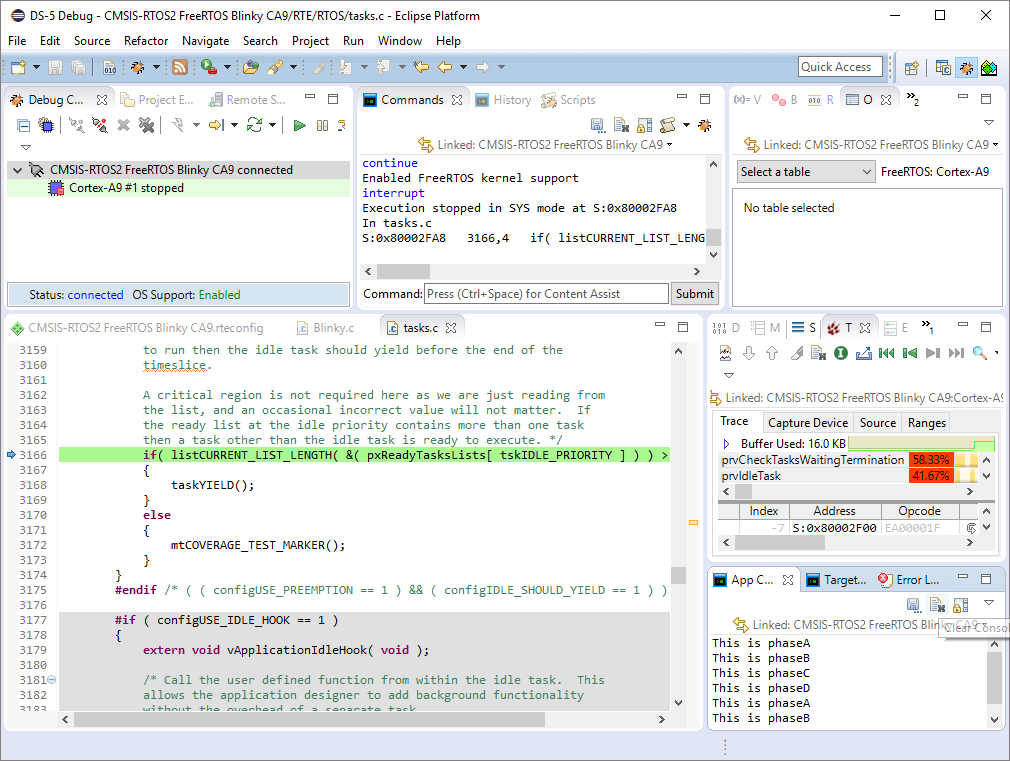 DS-5 Debug - CMSIS-RTOS2 FreeRTOS Blinky CA9/RTE/RTOS/tasks.c - Eclipse Platform
File Edit Source Refactor Navigate Search Project Run Window Help
Quick Access
Debug C...
Project E...
Remote S...
CMSIS-RTOS2 FreeRTOS Blinky CA9 connected
Cortex-A9 #1 stopped
Status: connected OS Support: Enabled
Commands
History
Scripts
Linked: CMSIS-RTOS2 FreeRTOS Blinky CA9
continue
Enabled FreeRTOS kernel support
interrupt
Execution stopped in SYS mode at S:0x80002FA8
In tasks.c
S:0x80002FA8 3166,4 if( listCURRENT_LIST_LENG
Command: Press (Ctrl+Space) for Content Assist Submit
(x)= V
B
010 R
O
»2
Linked: CMSIS-RTOS2 FreeRTOS Blinky CA9
Select a table FreeRTOS: Cortex-A9
No table selected
CMSIS-RTOS2 FreeRTOS Blinky CA9.rteconfig
Blinky.c
tasks.c
3159 to run then the idle task should yield before the end of the
3160 timeslice.
3161
3162 A critical region is not required here as we are just reading from
3163 the list, and an occasional incorrect value will not matter. If
3164 the ready list at the idle priority contains more than one task
3165 then a task other than the idle task is ready to execute. */
3166 if( listCURRENT_LIST_LENGTH( &( pxReadyTasksLists[ tskIDLE_PRIORITY ] ) ) >
3167 {
3168 taskYIELD();
3169 }
3170 else
3171 {
3172 mtCOVERAGE_TEST_MARKER();
3173 }
3174 }
3175 #endif /* ( ( configUSE_PREEMPTION == 1 ) && ( configIDLE_SHOULD_YIELD == 1 ) )
3176
3177 #if ( configUSE_IDLE_HOOK == 1 )
3178 {
3179 extern void vApplicationIdleHook( void );
3180
3181 /* Call the user defined function from within the idle task. This
3182 allows the application designer to add background functionality
3183 without the overhead of a separate task
D
M
S
T
E
»1
Linked: CMSIS-RTOS2 FreeRTOS Blinky CA9:Cortex-A9
Trace Capture Device Source Ranges
Buffer Used: 16.0 KB
prvCheckTasksWaitingTermination 58.33%
prvIdleTask 41.67%
Index Address Opcode
-7 S:0x80002F00 EA00001F
App C...
Target...
Error L...
Linked: CMSIS-RTOS2 FreeRTOS Blinky CA9
Clear Conso
This is phaseA
This is phaseB
This is phaseC
This is phaseD
This is phaseA
This is phaseB